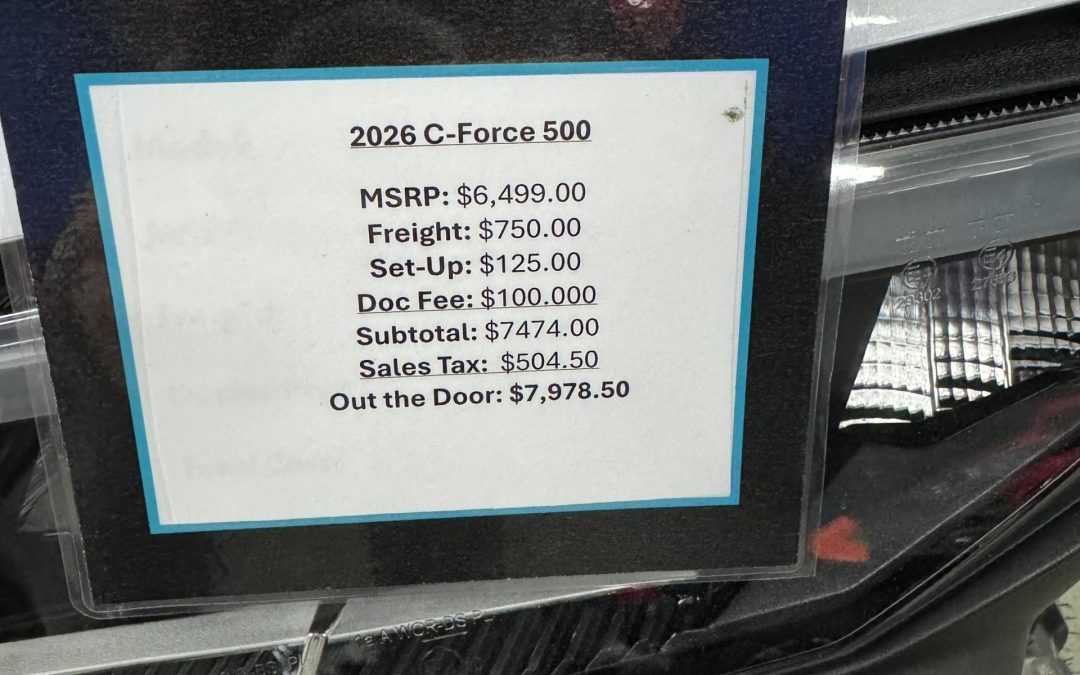 2026 C-Force 500
MSRP: $6,499.00
Freight: $750.00
Set-Up: $125.00
Doc Fee: $100.000
Subtotal: $7474.00
Sales Tax: $504.50
Out the Door: $7,978.50